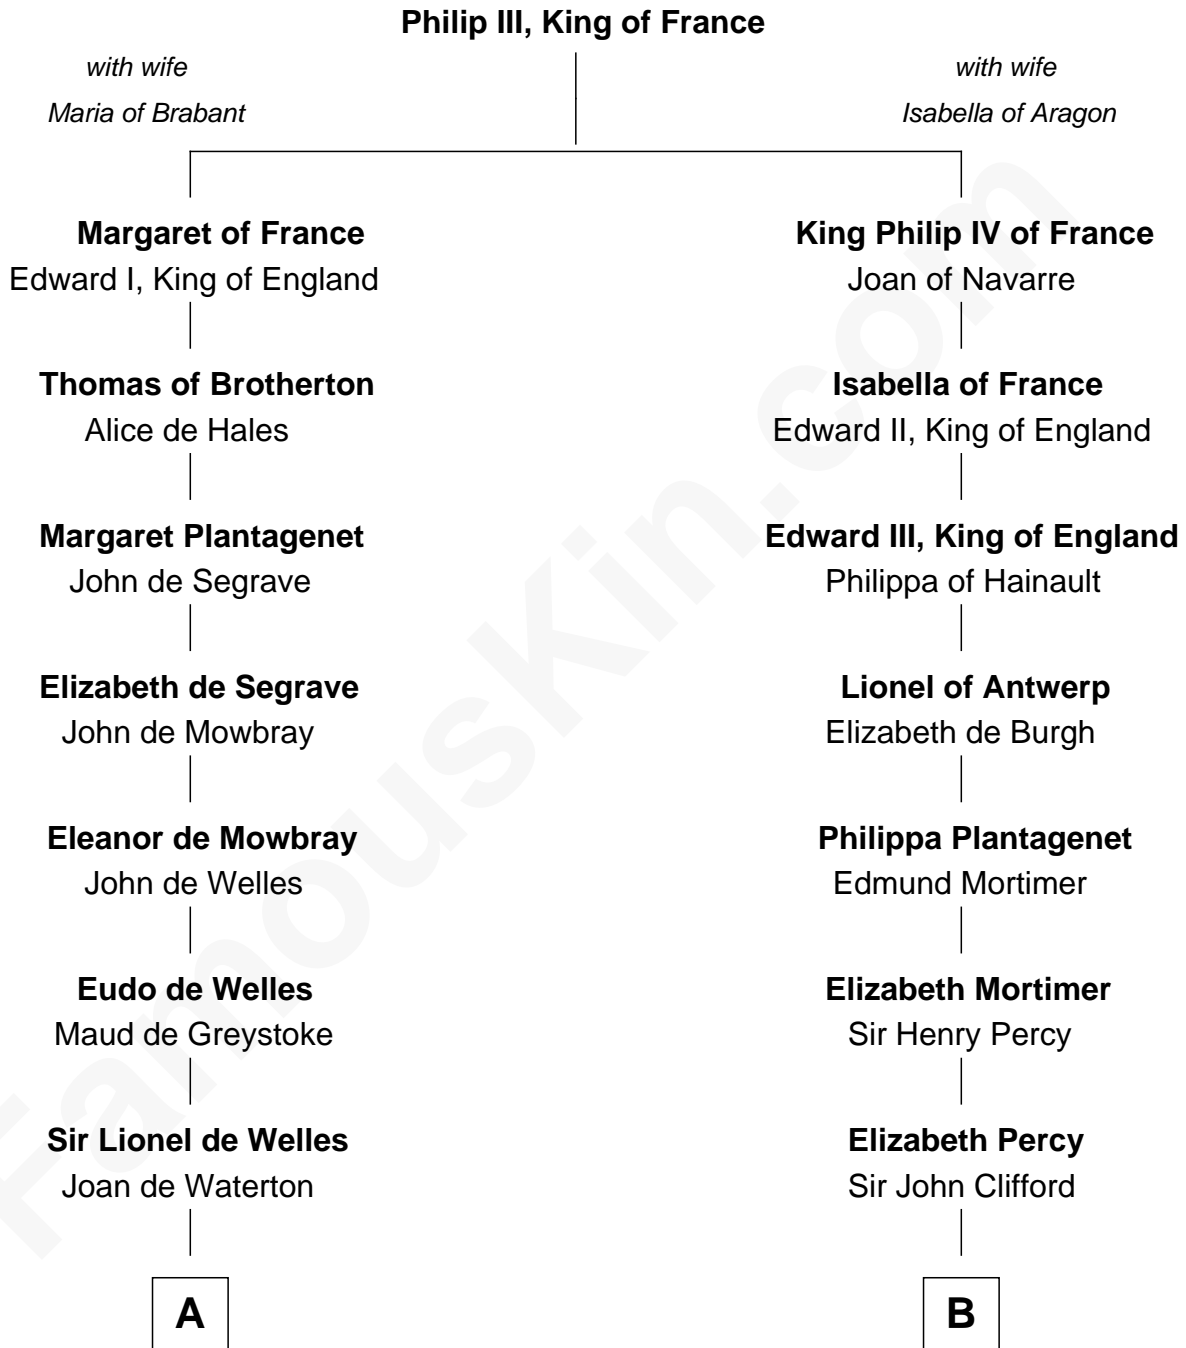 Philip III, King of France
with wife
Maria of Brabant
with wife
Isabella of Aragon
Margaret of France
Edward I, King of England
King Philip IV of France
Joan of Navarre
Thomas of Brotherton
Alice de Hales
Isabella of France
Edward II, King of England
Margaret Plantagenet
John de Segrave
Edward III, King of England
Philippa of Hainault
Elizabeth de Segrave
John de Mowbray
Lionel of Antwerp
Elizabeth de Burgh
Eleanor de Mowbray
John de Welles
Philippa Plantagenet
Edmund Mortimer
Eudo de Welles
Maud de Greystoke
Elizabeth Mortimer
Sir Henry Percy
Sir Lionel de Welles
Joan de Waterton
Elizabeth Percy
Sir John Clifford
A
B
FamousKin.com